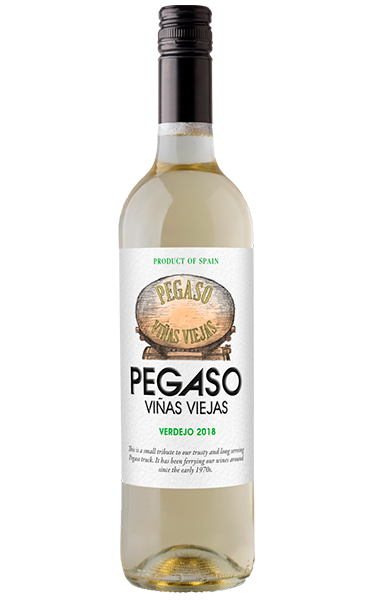 PRODUCT OF SPAIN
PEGASO
VIÑAS VIEJAS
PEGASO
VIÑAS VIEJAS
VERDEJO 2018
This is a small tribute to our trusty and long serving
Pegaso truck. It has been ferrying our wines around
since the early 1970s.